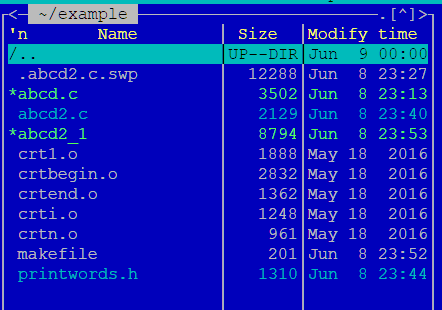 <- ~/example .[^]>
'n Name Size Modify time
/.. UP--DIR Jun 9 00:00
.abcd2.c.swp 12288 Jun 8 23:27
*abcd.c 3502 Jun 8 23:13
abcd2.c 2129 Jun 8 23:40
*abcd2_1 8794 Jun 8 23:53
crt1.o 1888 May 18 2016
crtbegin.o 2832 May 18 2016
crtend.o 1362 May 18 2016
crti.o 1248 May 18 2016
crtn.o 961 May 18 2016
makefile 201 Jun 8 23:52
printwords.h 1310 Jun 8 23:44